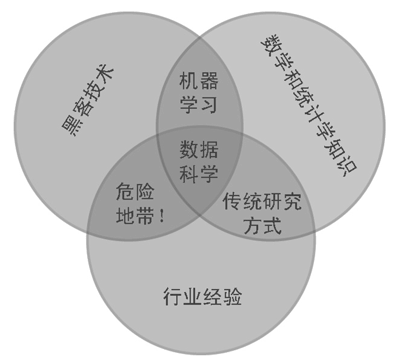 黑客技术
数学和统计学知识
机器
学习
数据
科学
危险
地带!
传统研究
方式
行业经验